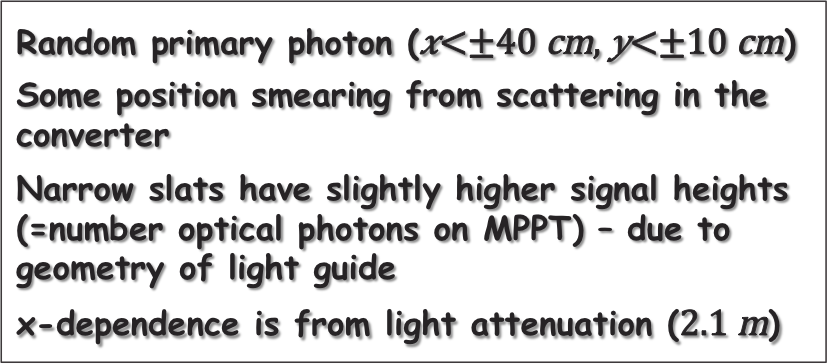 Random primary photon (x<±40 cm, y<±10 cm)
Some position smearing from scattering in the
converter
Narrow slats have slightly higher signal heights
(=number optical photons on MPPT) – due to
geometry of light guide
x-dependence is from light attenuation (2.1 m)